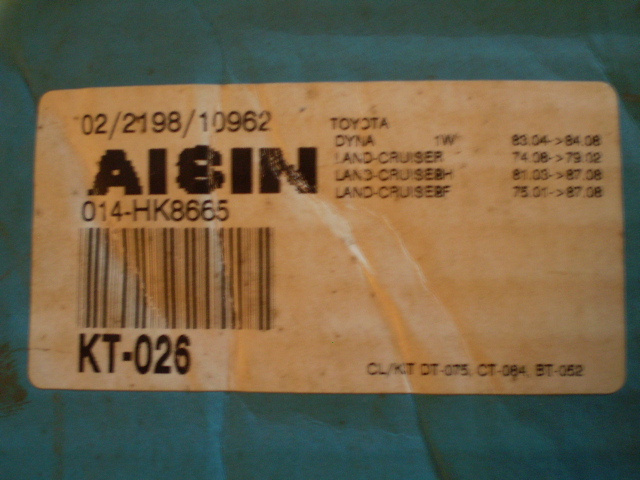 02/2198/10962
AISIN
014-HK8665
KT-026
TOYOTA
DYNA 1W 83.04->84.08
LAND-CRUISER 74.08->79.02
LAND-CRUISERH 81.03->87.08
LAND-CRUISERF 75.01->87.08
CL/KIT DT-075, CT-084, BT-052